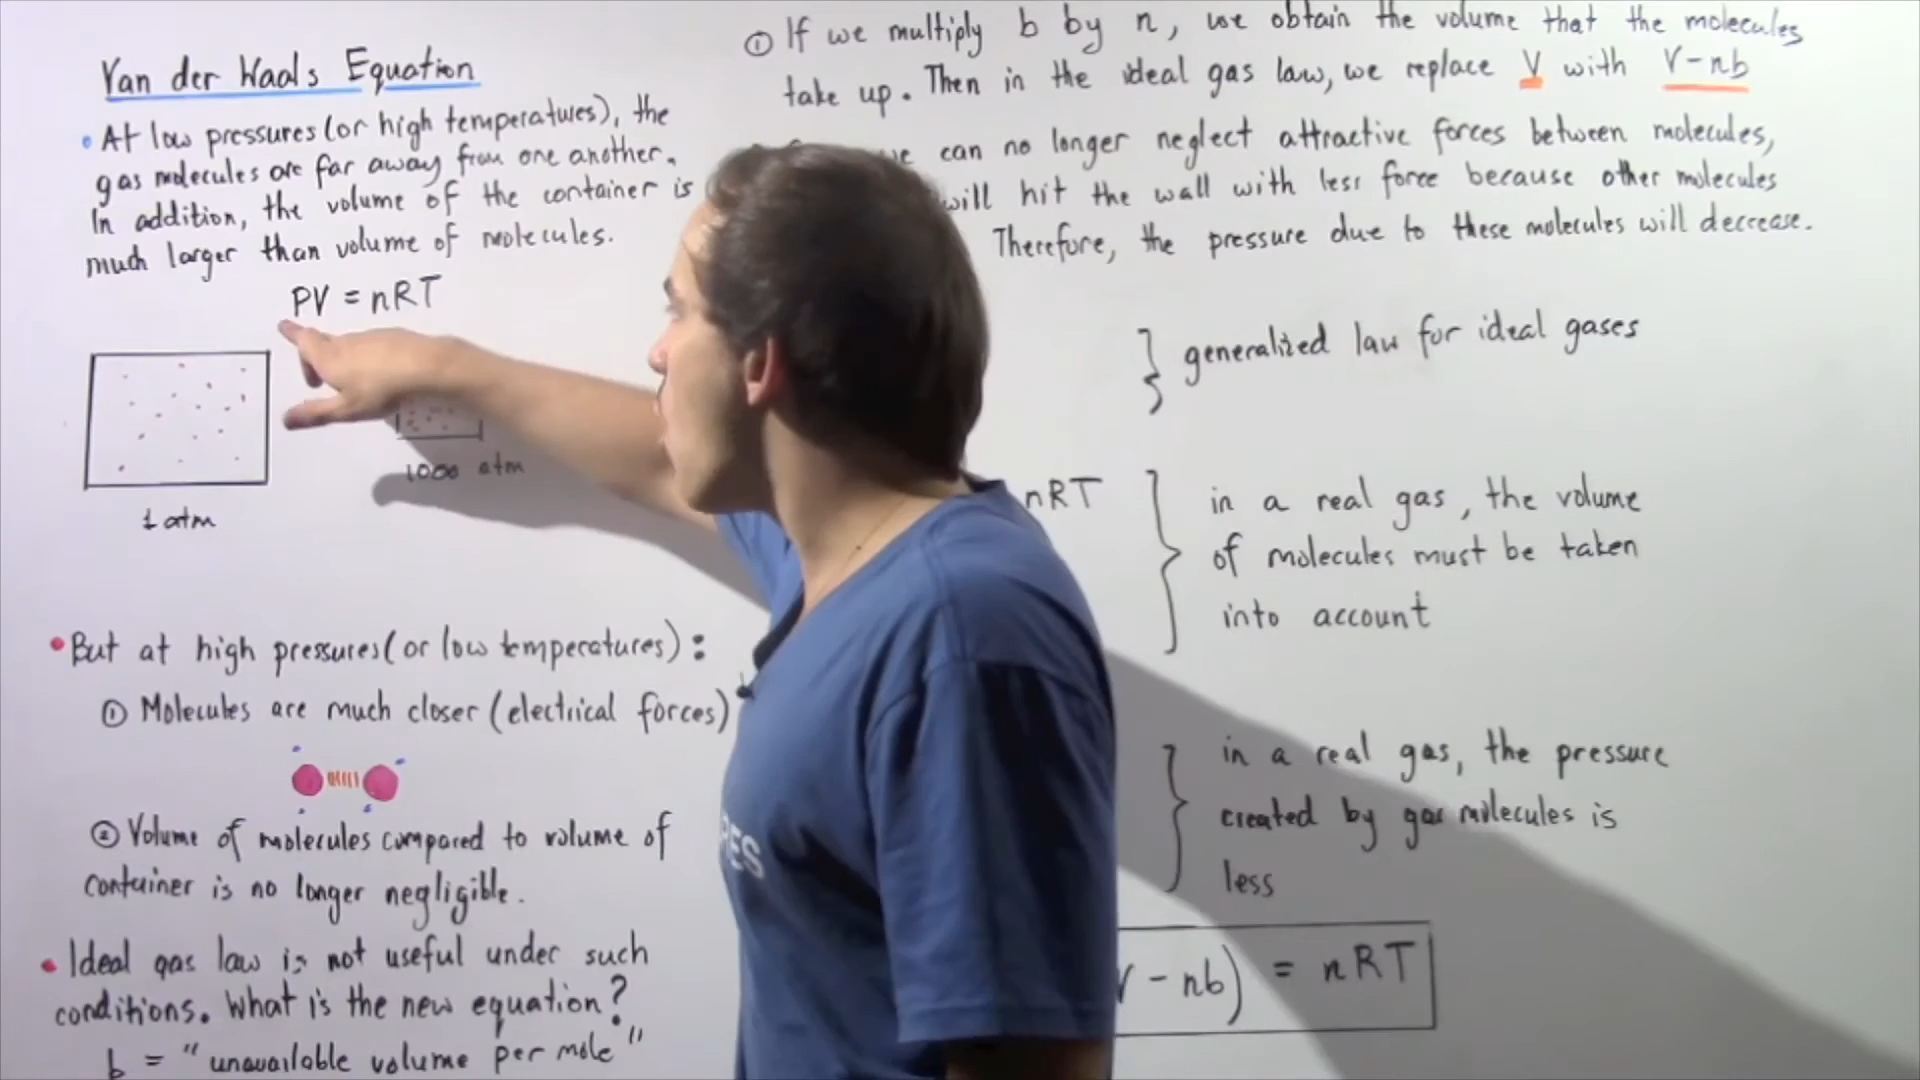 Van der Waals Equation
• At low pressures (or high temperatures), the
gas molecules are far away from one another.
In addition, the volume of the container is
much larger than volume of molecules.
PV = nRT
1 atm
1000 atm
• But at high pressures (or low temperatures) :
① Molecules are much closer (electrical forces)
② Volume of molecules compared to volume of
container is no longer negligible.
• Ideal gas law is not useful under such
conditions. What is the new equation?
b = "unavailable volume per mole"
① If we multiply b by n, we obtain the volume that the molecules
take up. Then in the ideal gas law, we replace V with V-nb
can no longer neglect attractive forces between molecules,
will hit the wall with less force because other molecules
Therefore, the pressure due to these molecules will decrease.
} generalized law for ideal gases
nRT } in a real gas, the volume
of molecules must be taken
into account
} in a real gas, the pressure
created by gas molecules is
less
- nb) = nRT